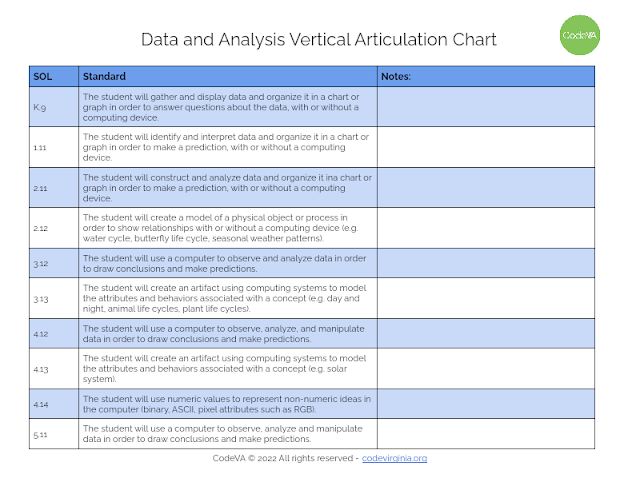 Data and Analysis Vertical Articulation Chart
CodeVA
SOL Standard Notes:
K.9
The student will gather and display data and organize it in a chart or
graph in order to answer questions about the data, with or without a
computing device.
1.11
The student will identify and interpret data and organize it in a chart or
graph in order to make a prediction, with or without a computing
device.
2.11
The student will construct and analyze data and organize it ina chart or
graph in order to make a prediction, with or without a computing
device.
2.12
The student will create a model of a physical object or process in
order to show relationships with or without a computing device (e.g.
water cycle, butterfly life cycle, seasonal weather patterns).
3.12
The student will use a computer to observe and analyze data in order
to draw conclusions and make predictions.
3.13
The student will create an artifact using computing systems to model
the attributes and behaviors associated with a concept (e.g. day and
night, animal life cycles, plant life cycles).
4.12
The student will use a computer to observe, analyze, and manipulate
data in order to draw conclusions and make predictions.
4.13
The student will create an artifact using computing systems to model
the attributes and behaviors associated with a concept (e.g. solar
system).
4.14
The student will use numeric values to represent non-numeric ideas in
the computer (binary, ASCII, pixel attributes such as RGB).
5.11
The student will use a computer to observe, analyze and manipulate
data in order to draw conclusions and make predictions.
CodeVA © 2022 All rights reserved - codevirginia.org